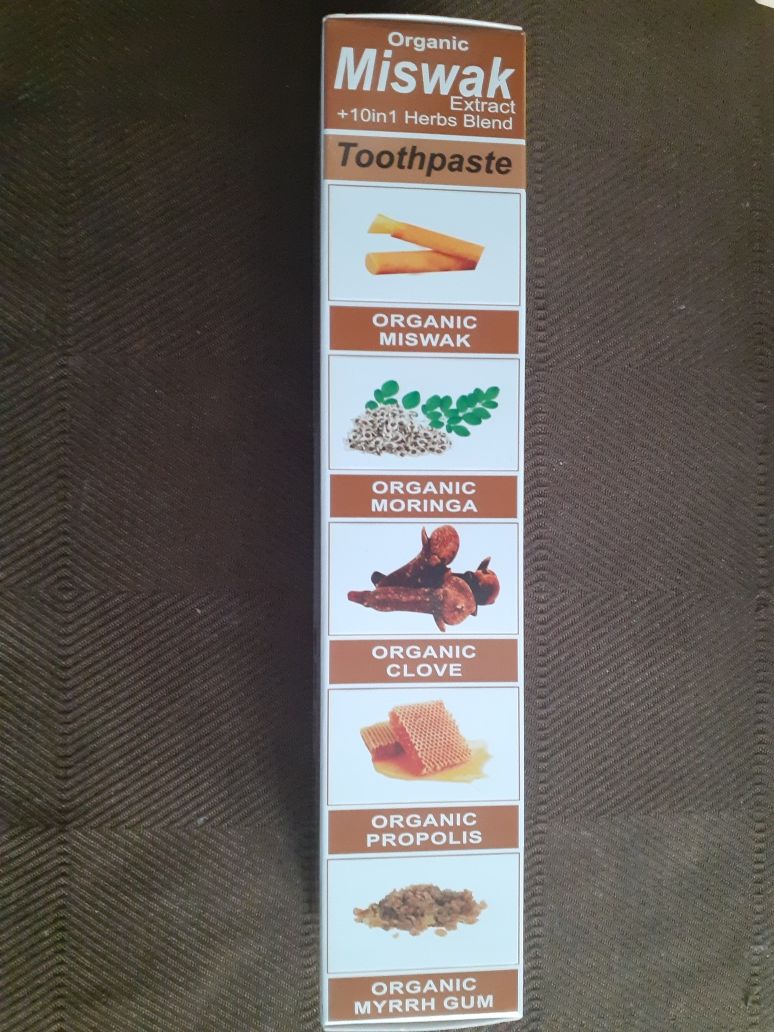 Organic
Miswak
Extract
+10in1 Herbs Blend
Toothpaste
ORGANIC
MISWAK
ORGANIC
MORINGA
ORGANIC
CLOVE
ORGANIC
PROPOLIS
ORGANIC
MYRRH GUM